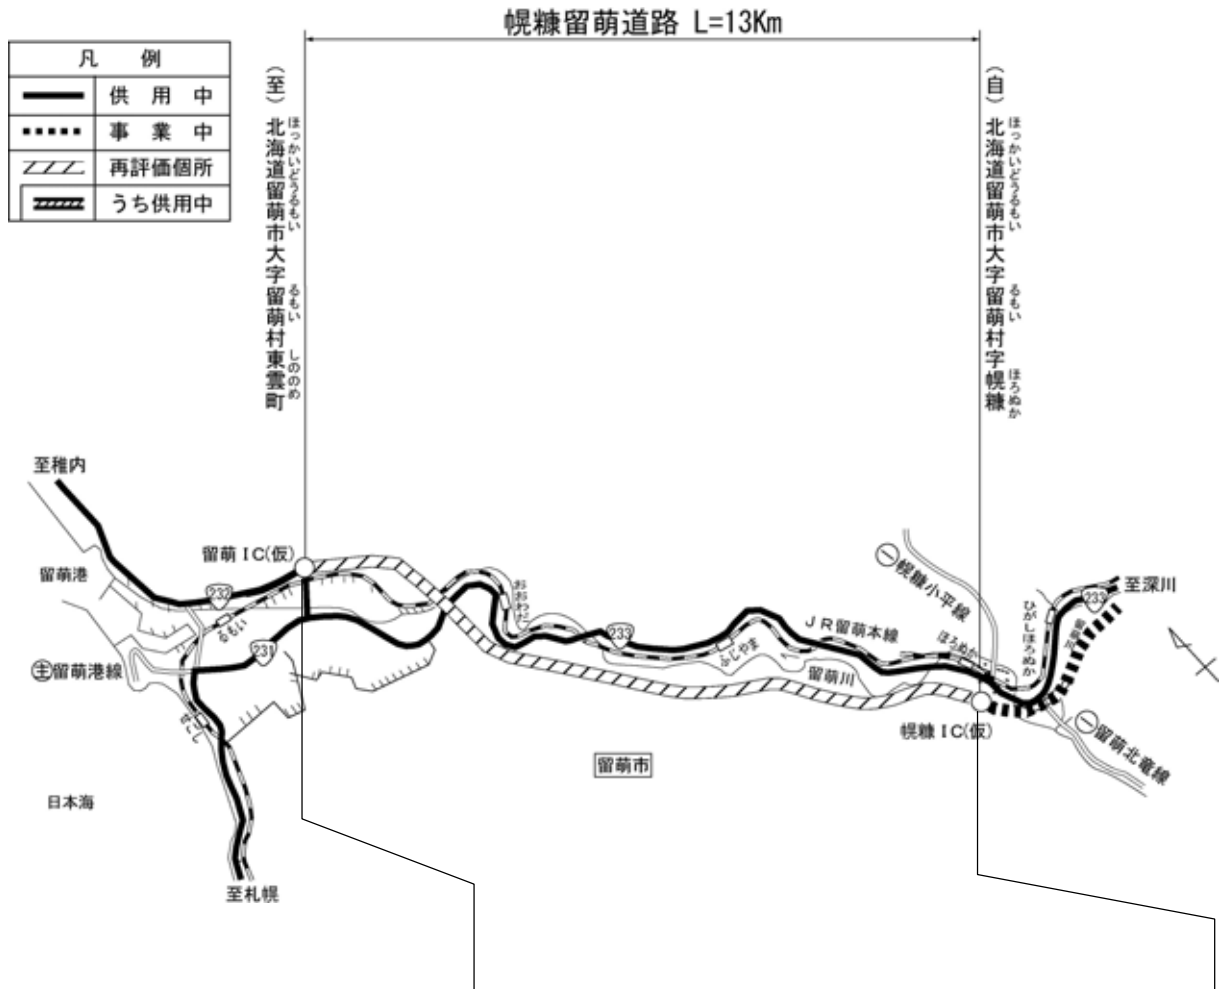 幌糠留萌道路 L=13Km
凡 例
供 用 中
事 業 中
再評価個所
うち供用中
(至)北海道留萌市大字留萌村東雲町
ほっかいどうるもい
るもい
しののめ
(自)北海道留萌市大字留萌村字幌糠
ほっかいどうるもい
るもい
ほろぬか
至稚内
留萌港
留萌IC(仮)
232
るもい
231
主留萌港線
せごし
日本海
至札幌
おおわだ
233
ふじやま
JR留萌本線
留萌川
一幌糠小平線
ほろぬか
ひがしほろぬか
233
至深川
幌糠IC(仮)
一留萌北竜線
留萌市